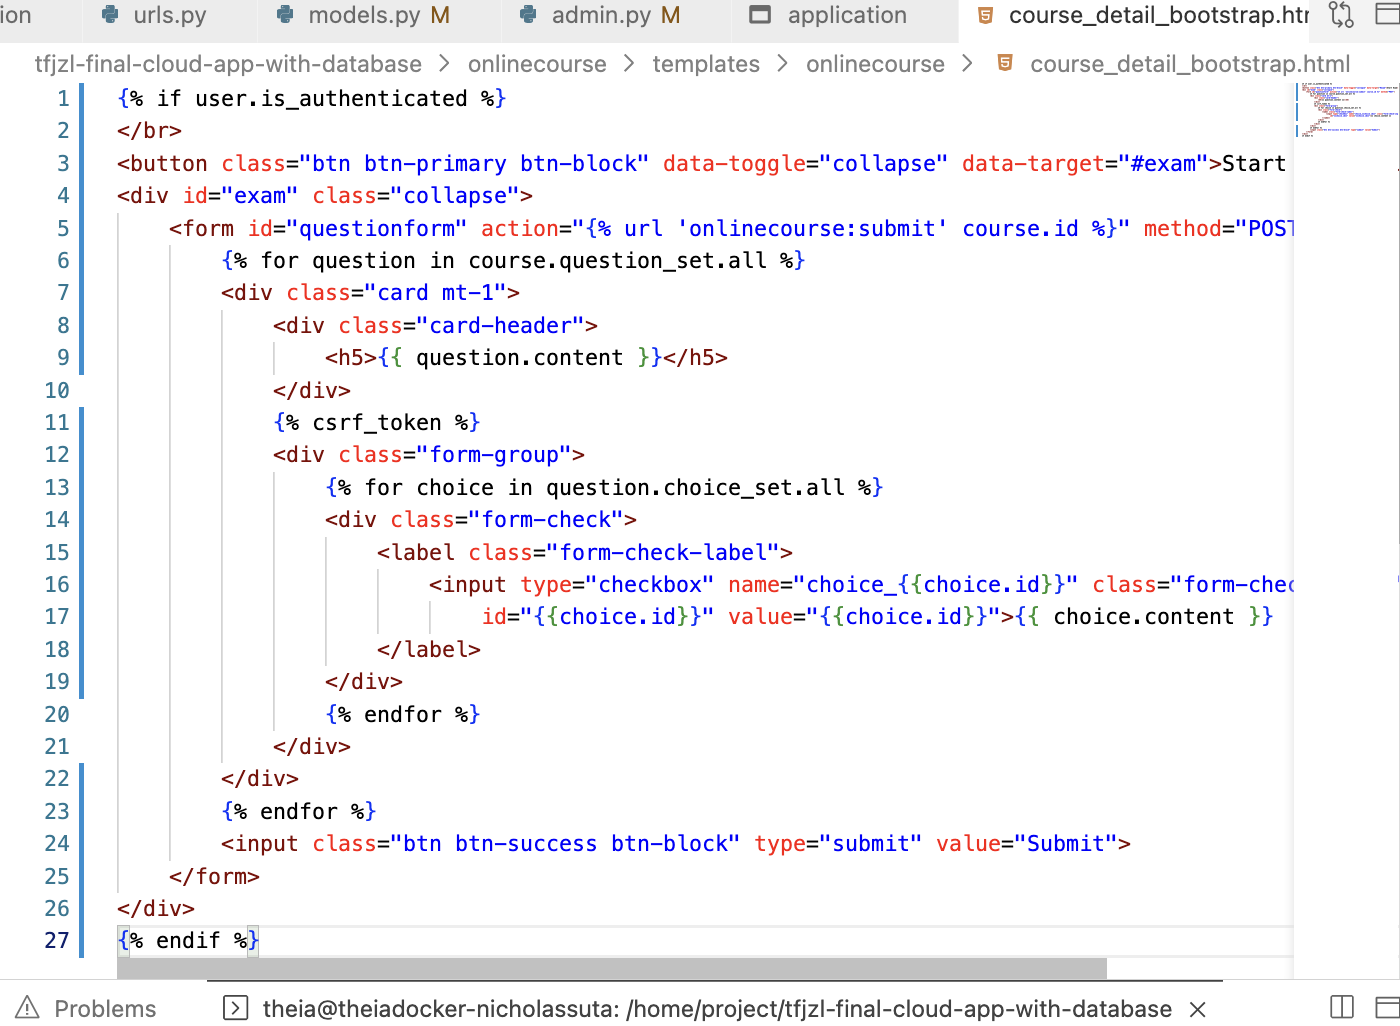 ion urls.py models.py M admin.py M application course_detail_bootstrap.htm
tfjzl-final-cloud-app-with-database > onlinecourse > templates > onlinecourse > course_detail_bootstrap.html
1 {% if user.is_authenticated %}
2 </br>
3 <button class="btn btn-primary btn-block" data-toggle="collapse" data-target="#exam">Start
4 <div id="exam" class="collapse">
5 <form id="questionform" action="{% url 'onlinecourse:submit' course.id %}" method="POST
6 {% for question in course.question_set.all %}
7 <div class="card mt-1">
8 <div class="card-header">
9 <h5>{{ question.content }}</h5>
10 </div>
11 {% csrf_token %}
12 <div class="form-group">
13 {% for choice in question.choice_set.all %}
14 <div class="form-check">
15 <label class="form-check-label">
16 <input type="checkbox" name="choice_{{choice.id}}" class="form-chec
17 id="{{choice.id}}" value="{{choice.id}}">{{ choice.content }}
18 </label>
19 </div>
20 {% endfor %}
21 </div>
22 </div>
23 {% endfor %}
24 <input class="btn btn-success btn-block" type="submit" value="Submit">
25 </form>
26 </div>
27 {% endif %}
Problems theia@theiadocker-nicholassuta: /home/project/tfjzl-final-cloud-app-with-database